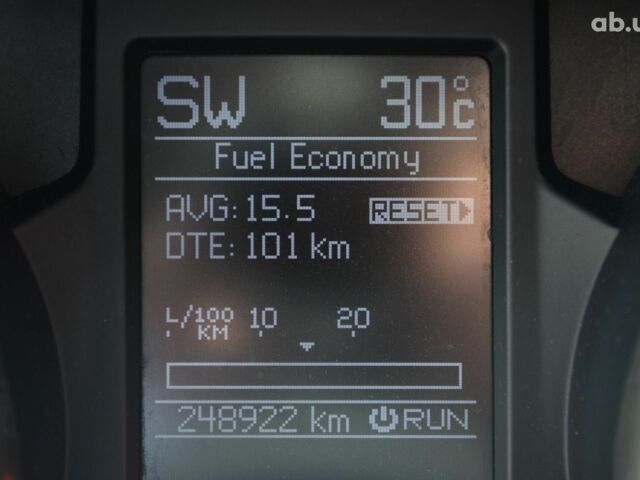 ab.u
SW 30°C
Fuel Economy
AVG: 15.5 RESET
DTE: 101 km
L/100 10 20
KM
248922 km RUN